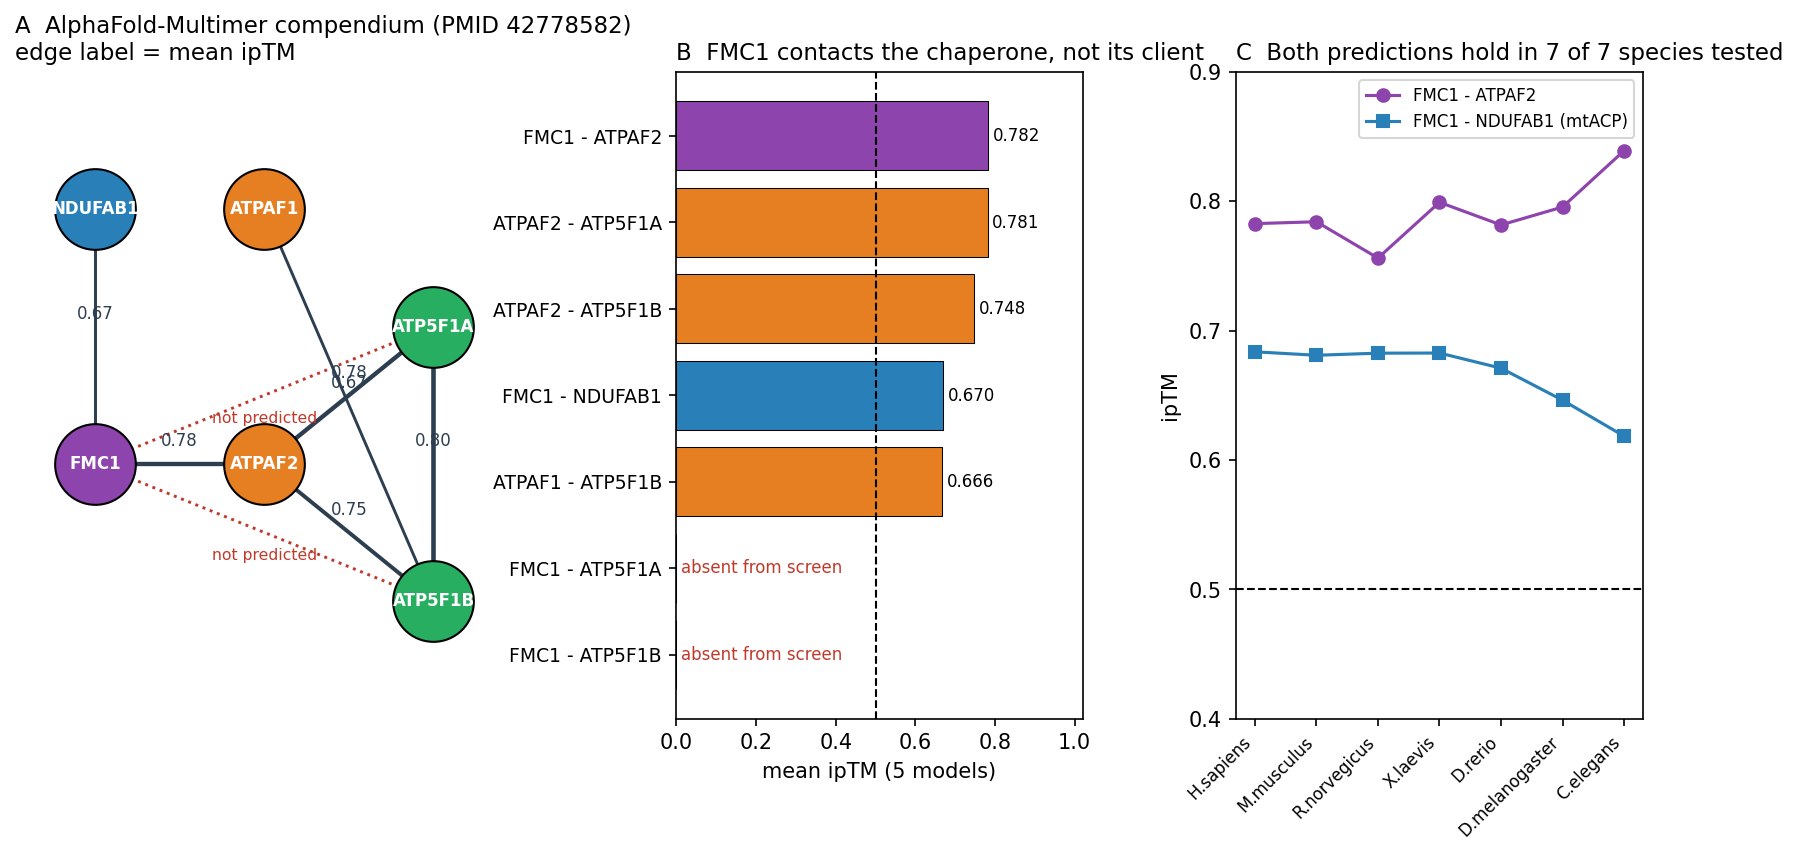 A  AlphaFold-Multimer compendium (PMID 42778582)
edge label = mean ipTM
NDUFAB1
ATPAF1
ATP5F1A
0.67
0.78
0.67
not predicted
0.78
0.80
FMC1
ATPAF2
0.75
not predicted
ATP5F1B
B  FMC1 contacts the chaperone, not its client
FMC1 - ATPAF2
0.782
ATPAF2 - ATP5F1A
0.781
ATPAF2 - ATP5F1B
0.748
FMC1 - NDUFAB1
0.670
ATPAF1 - ATP5F1B
0.666
FMC1 - ATP5F1A
absent from screen
FMC1 - ATP5F1B
absent from screen
0.0 0.2 0.4 0.6 0.8 1.0
mean ipTM (5 models)
C  Both predictions hold in 7 of 7 species tested
FMC1 - ATPAF2
FMC1 - NDUFAB1 (mtACP)
0.9
0.8
0.7
0.6
0.5
0.4
ipTM
H.sapiens
M.musculus
R.norvegicus
X.laevis
D.rerio
D.melanogaster
C.elegans